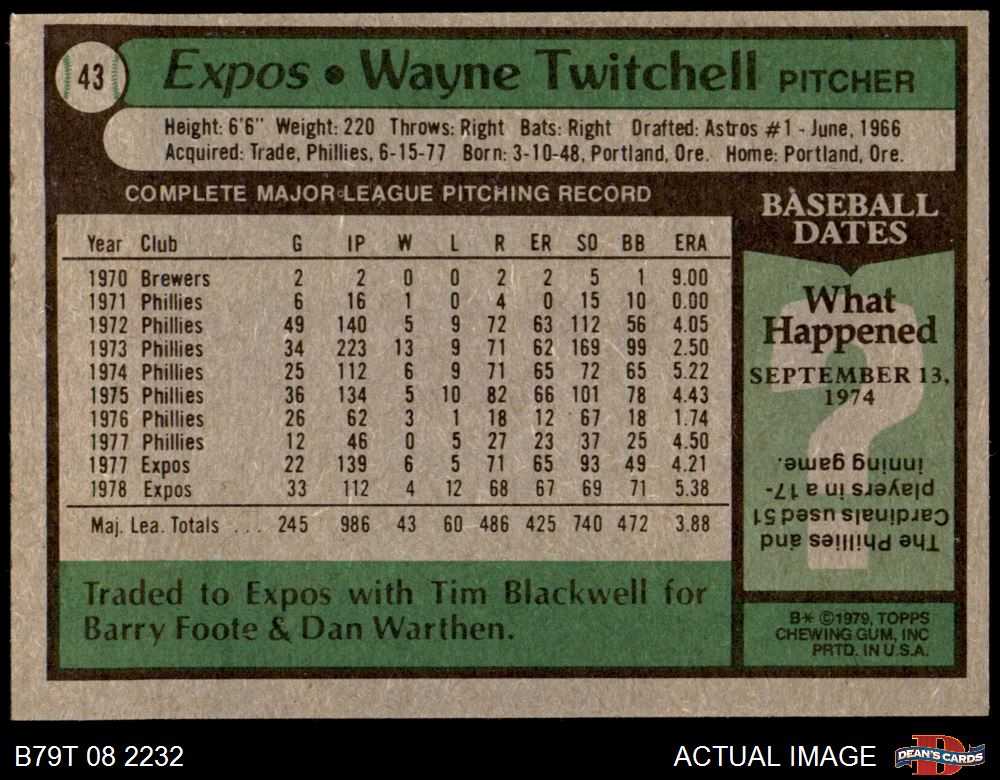 43 Expos • Wayne Twitchell PITCHER
Height: 6'6" Weight: 220 Throws: Right Bats: Right Drafted: Astros #1 - June, 1966
Acquired: Trade, Phillies, 6-15-77 Born: 3-10-48, Portland, Ore. Home: Portland, Ore.
COMPLETE MAJOR LEAGUE PITCHING RECORD
Year Club G IP W L R ER SO BB ERA
1970 Brewers 2 2 0 0 2 2 5 1 9.00
1971 Phillies 6 16 1 0 4 0 15 10 0.00
1972 Phillies 49 140 5 9 72 63 112 56 4.05
1973 Phillies 34 223 13 9 71 62 169 99 2.50
1974 Phillies 25 112 6 9 71 65 72 65 5.22
1975 Phillies 36 134 5 10 82 66 101 78 4.43
1976 Phillies 26 62 3 1 18 12 67 18 1.74
1977 Phillies 12 46 0 5 27 23 37 25 4.50
1977 Expos 22 139 6 5 71 65 93 49 4.21
1978 Expos 33 112 4 12 68 67 69 71 5.38
Maj. Lea. Totals . . . 245 986 43 60 486 425 740 472 3.88
Traded to Expos with Tim Blackwell for
Barry Foote & Dan Warthen.
BASEBALL
DATES
What
Happened
SEPTEMBER 13,
1974
?
The Phillies and
Cardinals used 51
players in a 17-
inning game.
B* ©1979, TOPPS
CHEWING GUM, INC
PRTD. IN U.S.A.
B79T 08 2232
ACTUAL IMAGE
D
DEAN'S CARDS